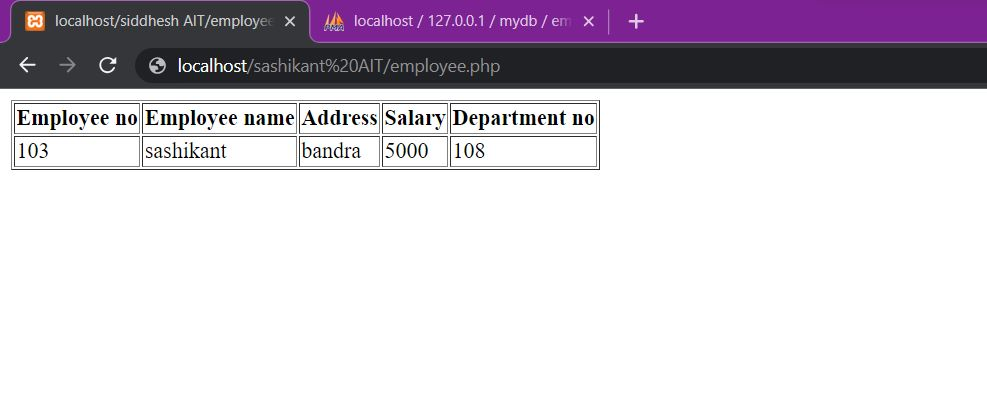 localhost/siddhesh AIT/employee localhost / 127.0.0.1 / mydb / em
localhost/sashikant%20AIT/employee.php
Employee no Employee name Address Salary Department no
103 sashikant bandra 5000 108